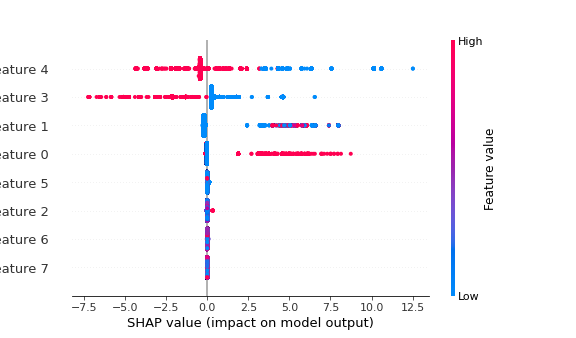 eature 4
eature 3
eature 1
eature 0
eature 5
eature 2
eature 6
eature 7
−7.5 −5.0 −2.5 0.0 2.5 5.0 7.5 10.0 12.5
SHAP value (impact on model output)
High
Feature value
Low